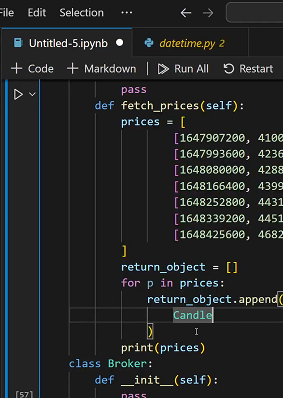 File Edit Selection ...
Untitled-5.ipynb datetime.py 2
+ Code + Markdown Run All Restart
pass
def fetch_prices(self):
prices = [
[1647907200, 4100
[1647993600, 4236
[1648080000, 4288
[1648166400, 4399
[1648252800, 4431
[1648339200, 4451
[1648425600, 4682
]
return_object = []
for p in prices:
return_object.append(
Candle
)
print(prices)
class Broker:
def __init__(self):
pass
[57]